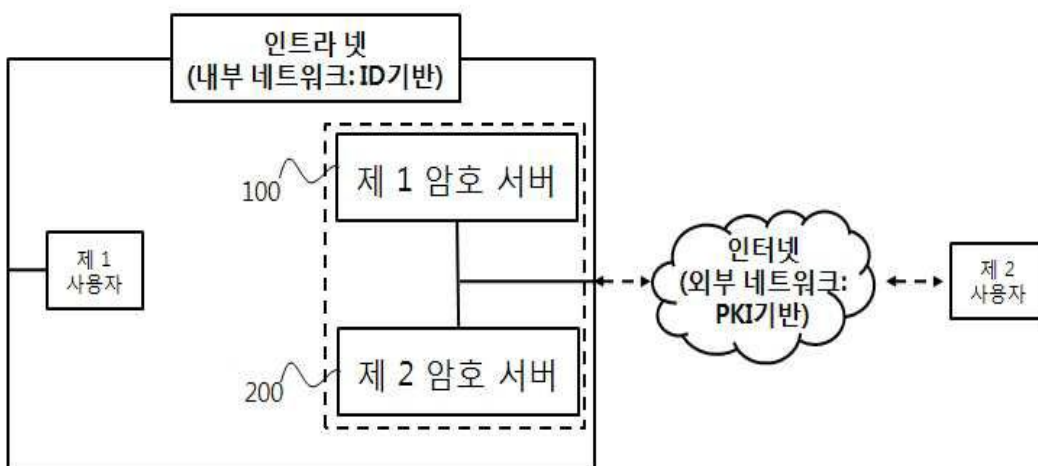 인트라 넷
(내부 네트워크: ID기반)
100
제 1 암호 서버
제 1
사용자
인터넷
(외부 네트워크:
PKI기반)
제 2
사용자
200
제 2 암호 서버